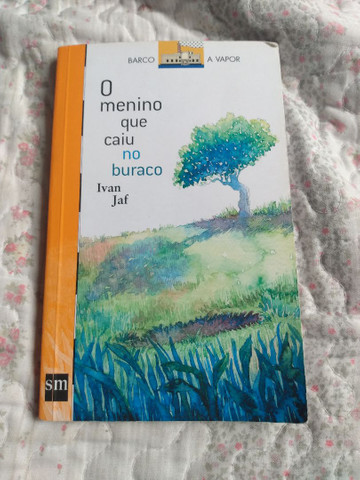 BARCO A VAPOR
O
menino
que
caiu
no
buraco
Ivan
Jaf
sm